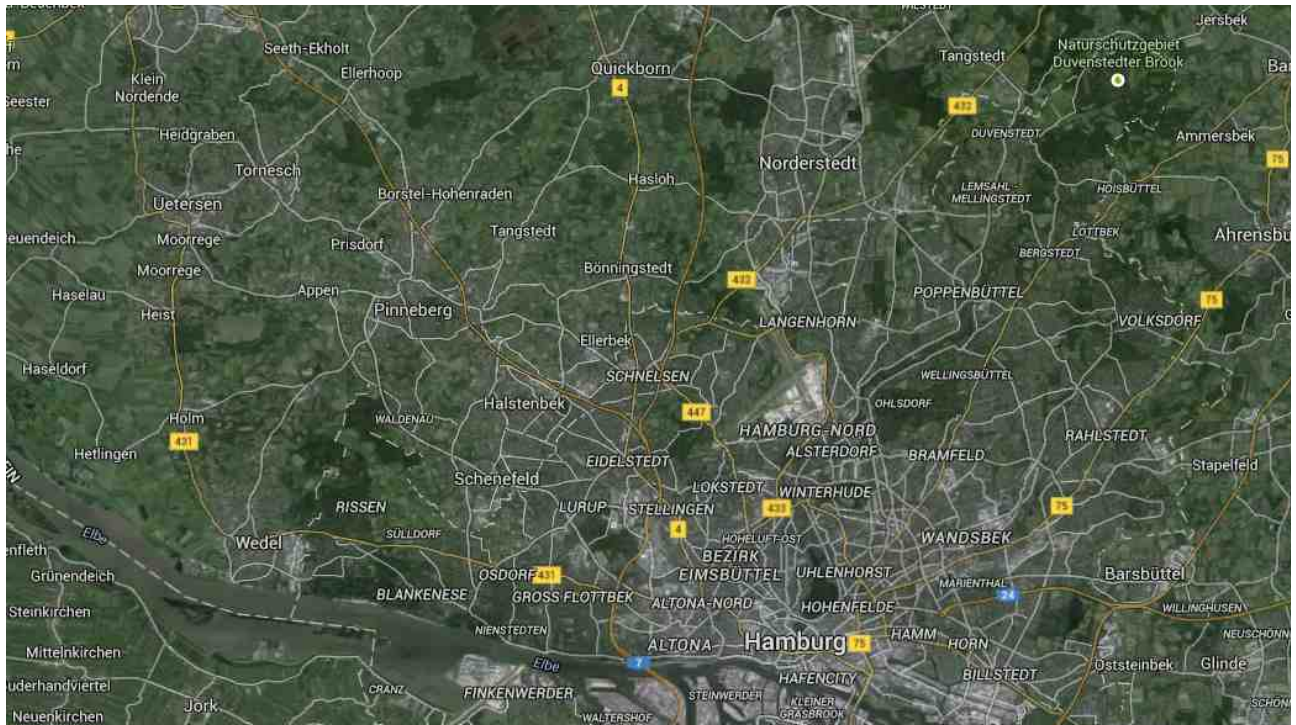 Jersbek
Seeth-Ekholt
Naturschutzgebiet
Duvenstedter Brook
Tangstedt
Ellerhoop
Quickborn
Klein
Nordende
4
Seester
432
Heidgraben
DUVENSTEDT
Ammersbek
75
Norderstedt
Tornesch
Hasloh
LEMSAHL -
MELLINGSTEDT
HOISBÜTTEL
Borstel-Hohenraden
Uetersen
Moorrege
Prisdorf
Tangstedt
LOTTBEK
BERGSTEDT
Moorrege
Bönningstedt
432
Haselau
Appen
POPPENBÜTTEL
75
Heist
Pinneberg
LANGENHORN
VOLKSDORF
Ellerbek
Haseldorf
SCHNELSEN
WELLINGSBÜTTEL
Halstenbek
447
OHLSDORF
Holm
WALDENAU
431
HAMBURG-NORD
RAHLSTEDT
Hetlingen
ALSTERDORF
BRAMFELD
EIDELSTEDT
Stapelfeld
Schenefeld
LOKSTEDT
WINTERHUDE
RISSEN
LURUP
STELLINGEN
433
75
Elbe
SÜLLDORF
4
Wedel
HOHELUFT-OST
WANDSBEK
BEZIRK
EIMSBÜTTEL
Grünendeich
OSDORF
431
UHLENHORST
MARIENTHAL
Barsbüttel
BLANKENESE
GROSS FLOTTBEK
24
ALTONA-NORD
HOHENFELDE
WILLINGHUSEN
Steinkirchen
NIENSTEDTEN
ALTONA
Hamburg
75
HAMM
HORN
Mittelnkirchen
Elbe
7
Oststeinbek
Glinde
HAFENCITY
BILLSTEDT
CRANZ
FINKENWERDER
STEINWERDER
Jork
KLEINER
GRASBROOK
Neuenkirchen
WALTERSHOF